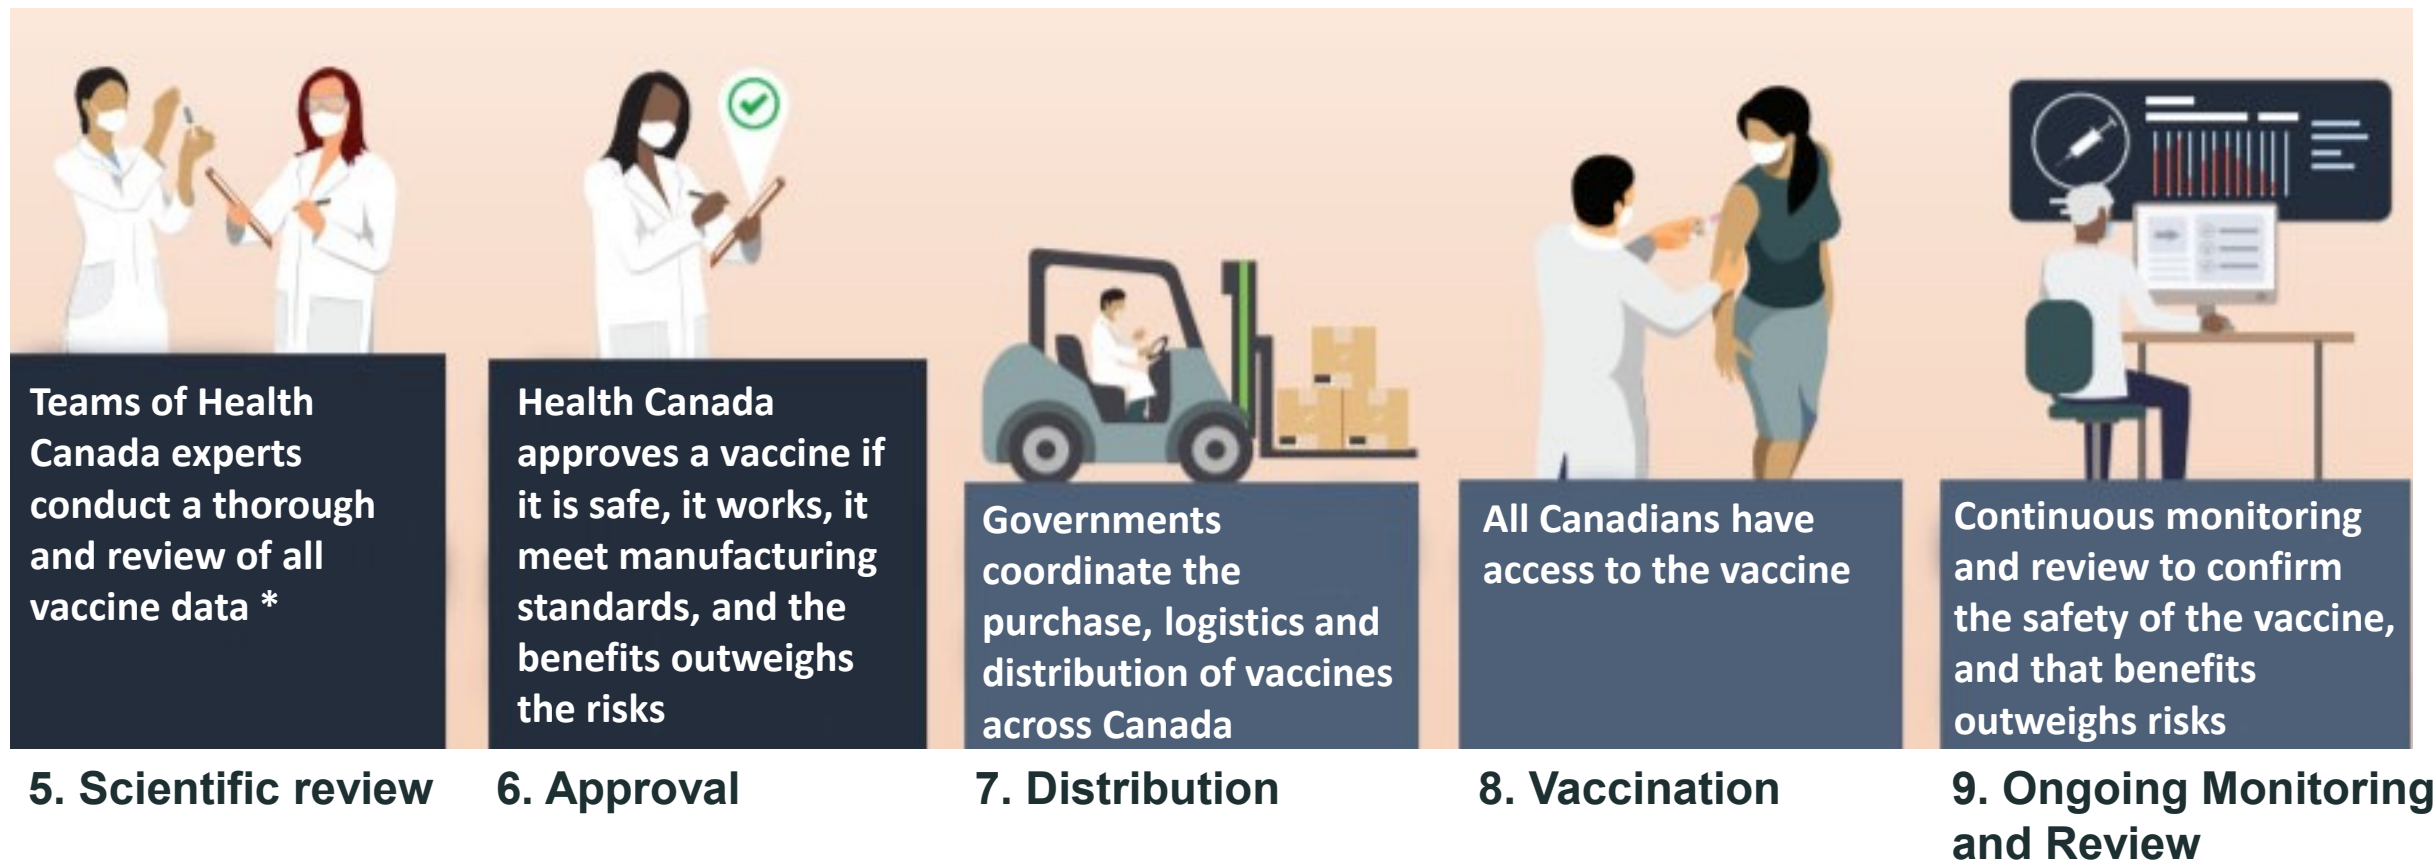 Teams of Health
Canada experts
conduct a thorough
and review of all
vaccine data *
Health Canada
approves a vaccine if
it is safe, it works, it
meet manufacturing
standards, and the
benefits outweighs
the risks
Governments
coordinate the
purchase, logistics and
distribution of vaccines
across Canada
All Canadians have
access to the vaccine
Continuous monitoring
and review to confirm
the safety of the vaccine,
and that benefits
outweighs risks
5. Scientific review
6. Approval
7. Distribution
8. Vaccination
9. Ongoing Monitoring
and Review